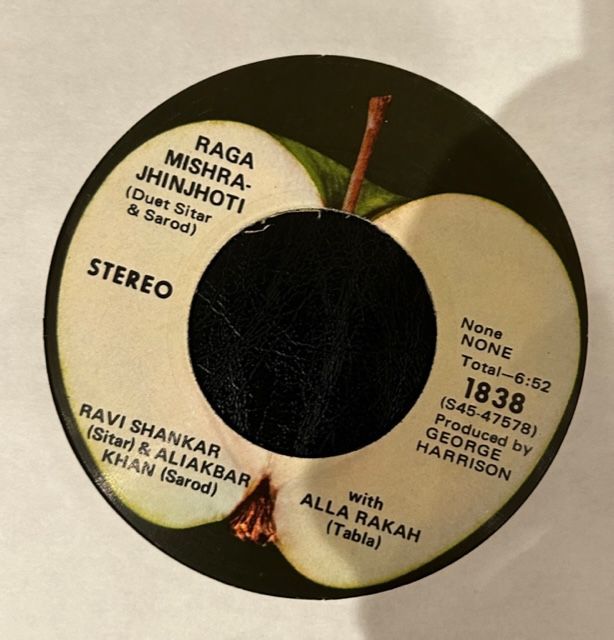 RAGA
MISHRA-
JHINJHOTI
(Duet Sitar
& Sarod)
STEREO
None
NONE
Total—6:52
1838
(S45-47578)
Produced by
GEORGE
HARRISON
RAVI SHANKAR
(Sitar) & ALIAKBAR
KHAN (Sarod)
with
ALLA RAKAH
(Tabla)